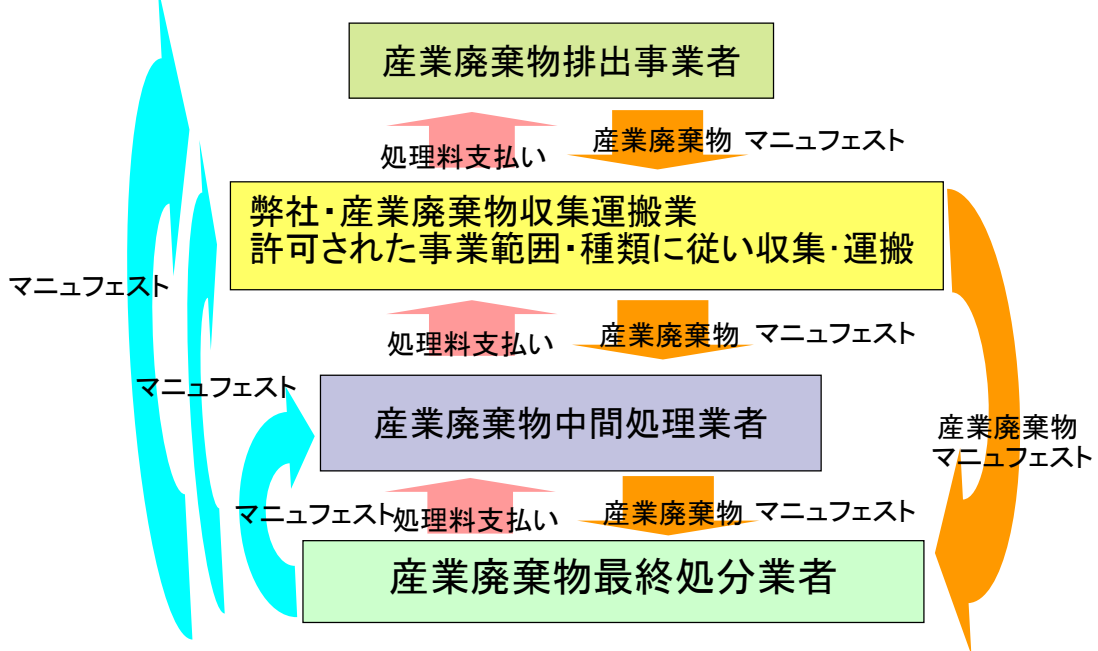 産業廃棄物排出事業者
処理料支払い
産業廃棄物 マニュフェスト
弊社・産業廃棄物収集運搬業
許可された事業範囲・種類に従い収集・運搬
マニュフェスト
処理料支払い
産業廃棄物 マニュフェスト
マニュフェスト
産業廃棄物中間処理業者
産業廃棄物
マニュフェスト
マニュフェスト
処理料支払い
産業廃棄物 マニュフェスト
産業廃棄物最終処分業者